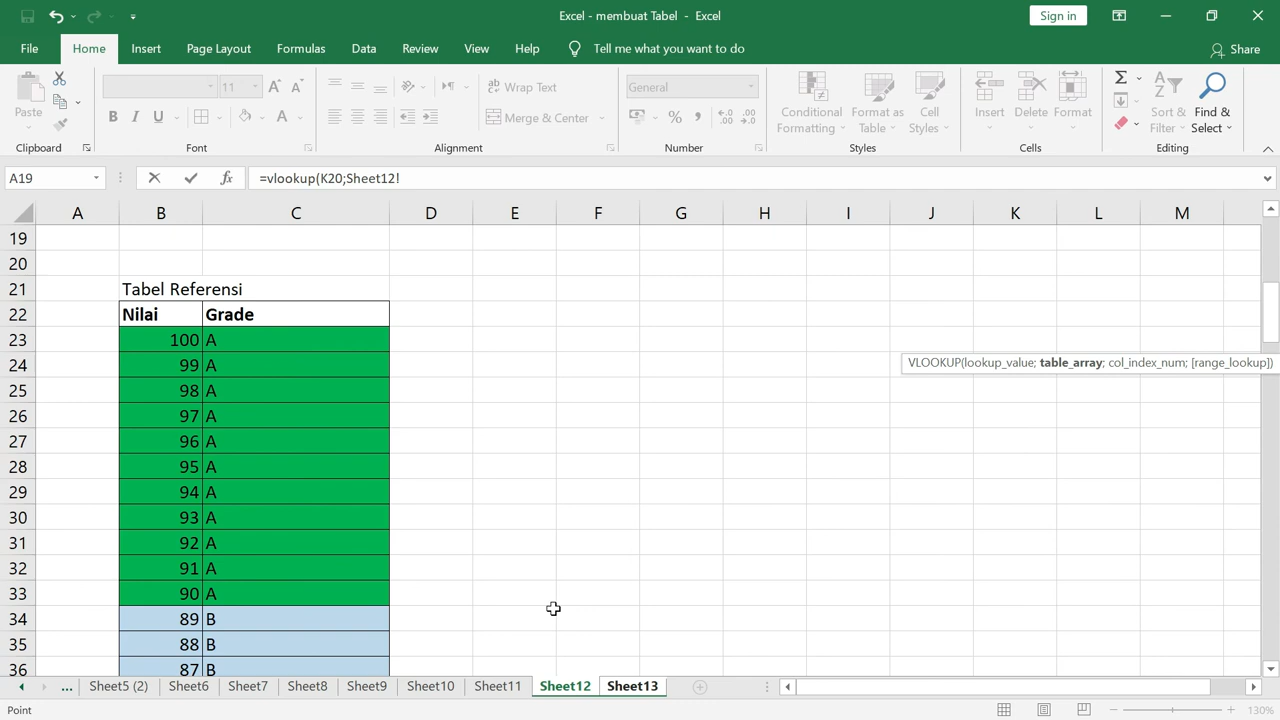 Excel - membuat Tabel - Excel
Sign in
File Home Insert Page Layout Formulas Data Review View Help Tell me what you want to do Share
11
General
Paste
Wrap Text
Merge & Center
Conditional Formatting
Format as Table
Cell Styles
Insert
Delete
Format
Sort & Filter
Find & Select
Clipboard Font Alignment Number Styles Cells Editing
A19 =vlookup(K20;Sheet12!
A B C D E F G H I J K L M
19
20
21 Tabel Referensi
22 Nilai Grade
23 100 A
VLOOKUP(lookup_value; table_array; col_index_num; [range_lookup])
24 99 A
25 98 A
26 97 A
27 96 A
28 95 A
29 94 A
30 93 A
31 92 A
32 91 A
33 90 A
34 89 B
35 88 B
36 87 B
... Sheet5 (2) Sheet6 Sheet7 Sheet8 Sheet9 Sheet10 Sheet11 Sheet12 Sheet13
Point 130%